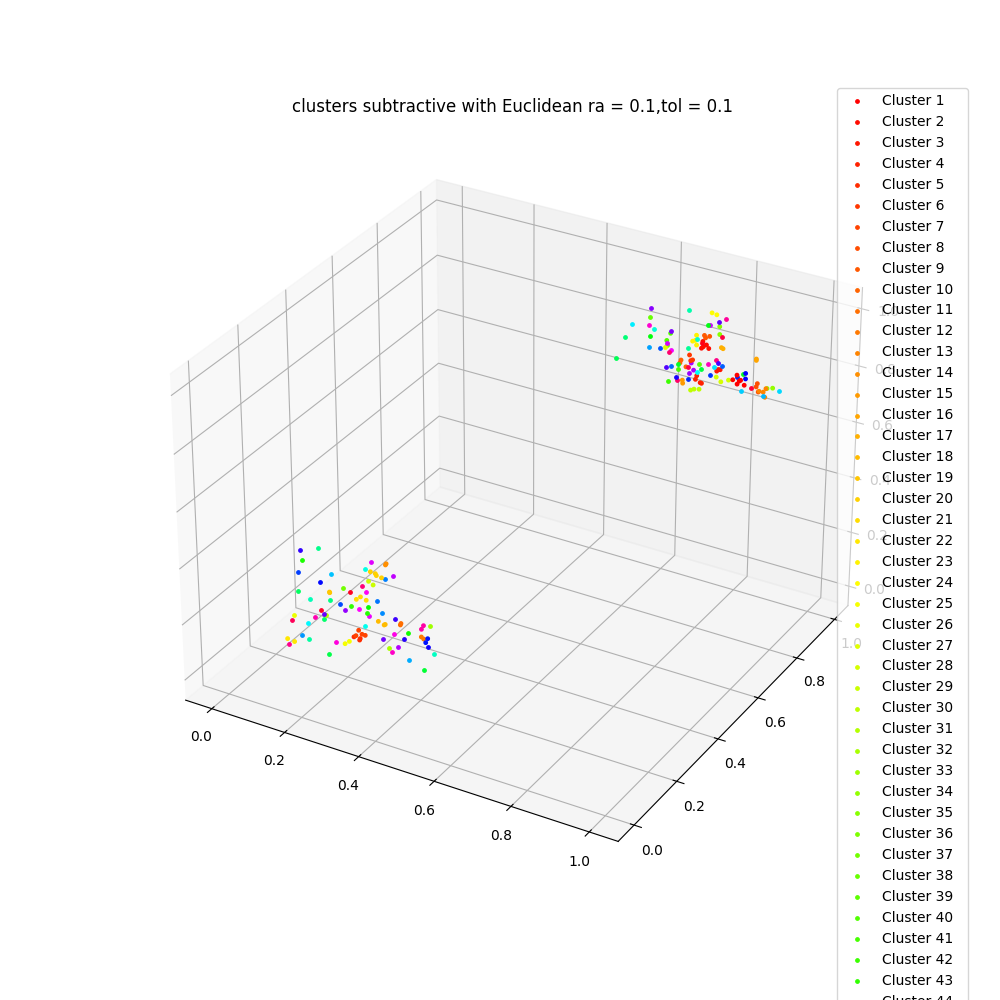 clusters subtractive with Euclidean ra = 0.1,tol = 0.1
Cluster 1
Cluster 2
Cluster 3
Cluster 4
Cluster 5
Cluster 6
Cluster 7
Cluster 8
Cluster 9
Cluster 10
Cluster 11
Cluster 12
Cluster 13
Cluster 14
Cluster 15
Cluster 16
Cluster 17
Cluster 18
Cluster 19
Cluster 20
Cluster 21
Cluster 22
Cluster 23
Cluster 24
Cluster 25
Cluster 26
Cluster 27
Cluster 28
Cluster 29
Cluster 30
Cluster 31
Cluster 32
Cluster 33
Cluster 34
Cluster 35
Cluster 36
Cluster 37
Cluster 38
Cluster 39
Cluster 40
Cluster 41
Cluster 42
Cluster 43
Cluster 44
0.6
0.0
1.0
0.8
0.6
0.4
0.2
0.0
0.0
0.2
0.4
0.6
0.8
1.0